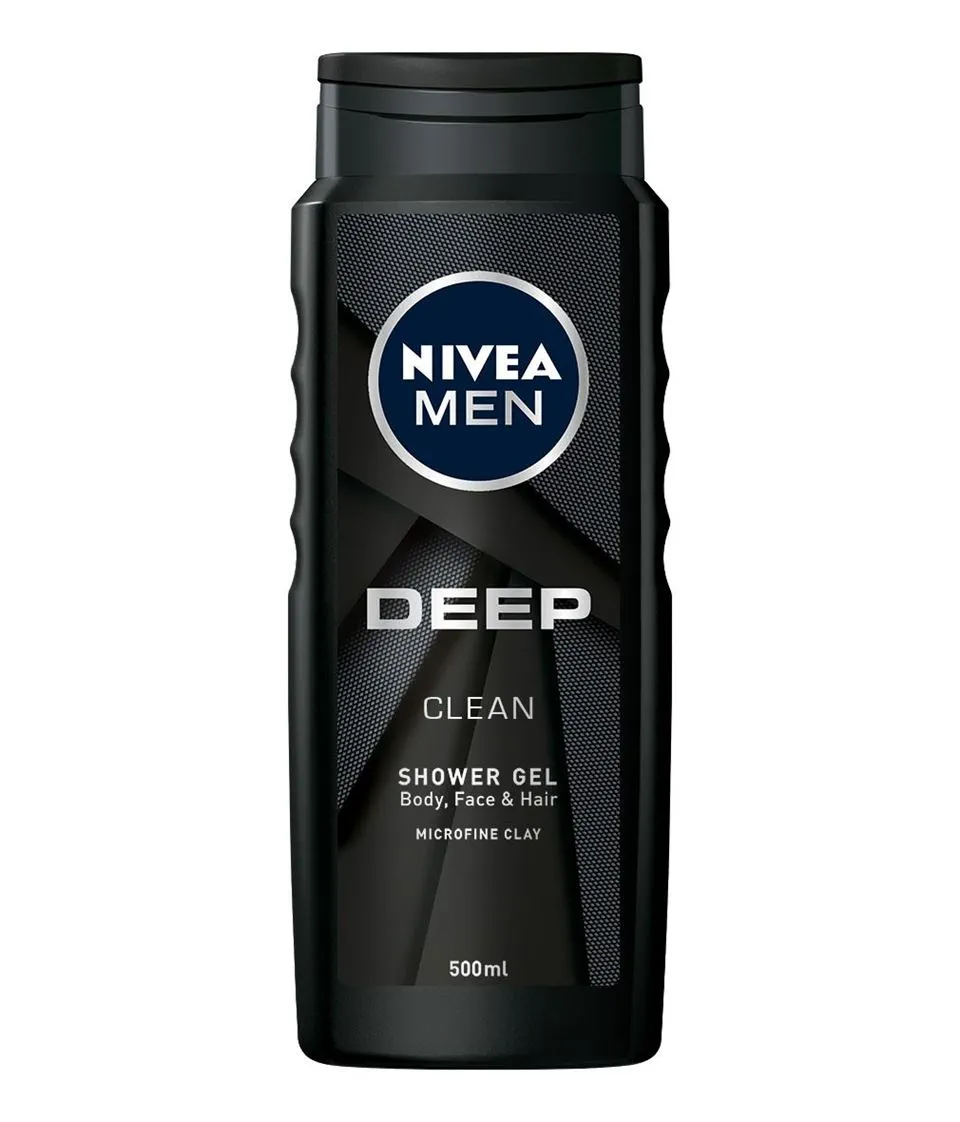 NIVEA
MEN
DEEP
CLEAN
SHOWER GEL
Body, Face & Hair
MICROFINE CLAY
500ml